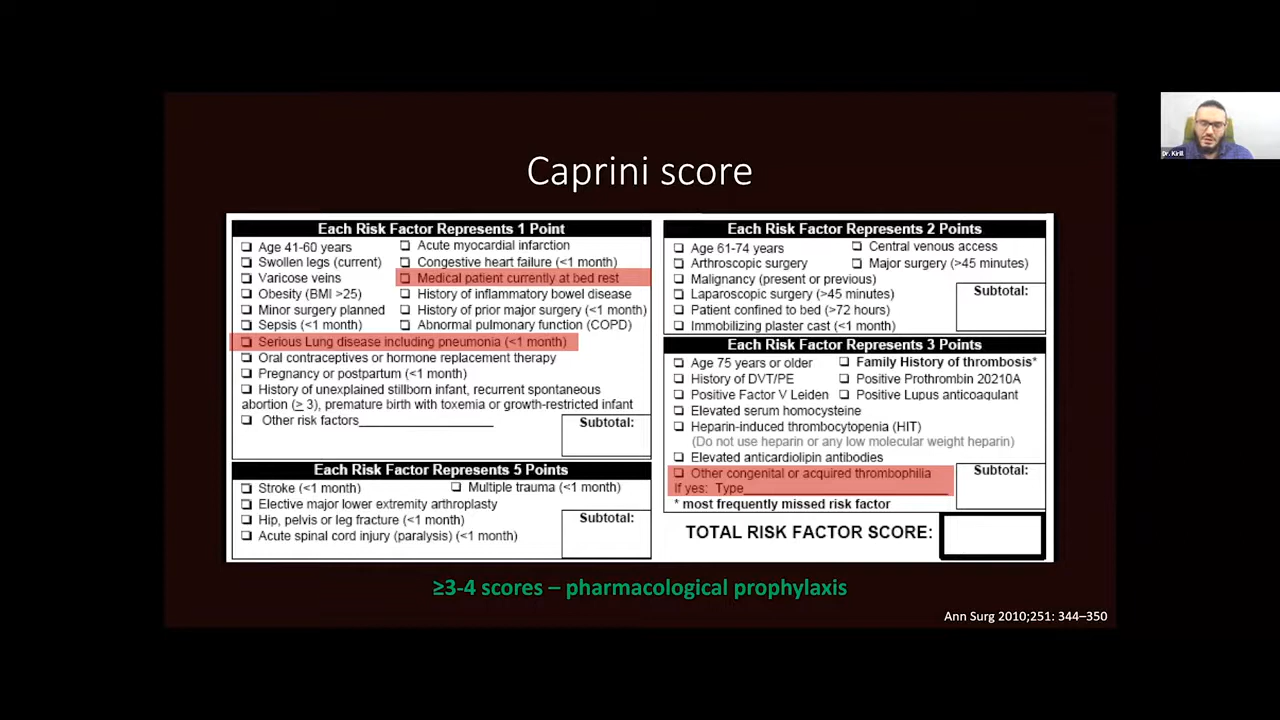 Caprini score
Each Risk Factor Represents 1 Point
Age 41-60 years
Swollen legs (current)
Varicose veins
Obesity (BMI >25)
Minor surgery planned
Sepsis (<1 month)
Acute myocardial infarction
Congestive heart failure (<1 month)
Medical patient currently at bed rest
History of inflammatory bowel disease
History of prior major surgery (<1 month)
Abnormal pulmonary function (COPD)
Serious Lung disease including pneumonia (<1 month)
Oral contraceptives or hormone replacement therapy
Pregnancy or postpartum (<1 month)
History of unexplained stillborn infant, recurrent spontaneous
abortion (≥ 3), premature birth with toxemia or growth-restricted infant
Other risk factors____________________
Subtotal:
Each Risk Factor Represents 5 Points
Stroke (<1 month)
Multiple trauma (<1 month)
Elective major lower extremity arthroplasty
Hip, pelvis or leg fracture (<1 month)
Acute spinal cord injury (paralysis) (<1 month)
Subtotal:
Each Risk Factor Represents 2 Points
Age 61-74 years
Central venous access
Arthroscopic surgery
Major surgery (>45 minutes)
Malignancy (present or previous)
Laparoscopic surgery (>45 minutes)
Patient confined to bed (>72 hours)
Immobilizing plaster cast (<1 month)
Subtotal:
Each Risk Factor Represents 3 Points
Age 75 years or older
Family History of thrombosis*
History of DVT/PE
Positive Prothrombin 20210A
Positive Factor V Leiden
Positive Lupus anticoagulant
Elevated serum homocysteine
Heparin-induced thrombocytopenia (HIT)
(Do not use heparin or any low molecular weight heparin)
Elevated anticardiolipin antibodies
Other congenital or acquired thrombophilia
If yes: Type______________________________
* most frequently missed risk factor
Subtotal:
TOTAL RISK FACTOR SCORE:
≥3-4 scores – pharmacological prophylaxis
Ann Surg 2010;251: 344–350
Dr. Kirill